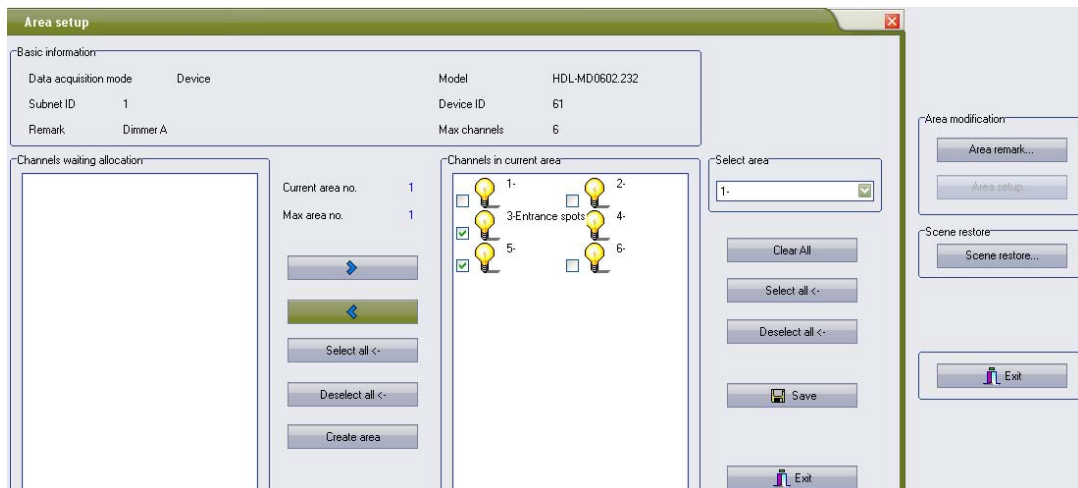 Area setup
Basic information
Data acquisition mode Device Model HDL-MD0602.232
Subnet ID 1 Device ID 61
Remark Dimmer A Max channels 6
Channels waiting allocation
Current area no. 1
Max area no. 1
Select all <-
Deselect all <-
Create area
Channels in current area
1- 2-
3-Entrance spots 4-
5- 6-
Select area
1-
Clear All
Select all <-
Deselect all <-
Save
Exit
Area modification
Area remark...
Area setup...
Scene restore
Scene restore...
Exit